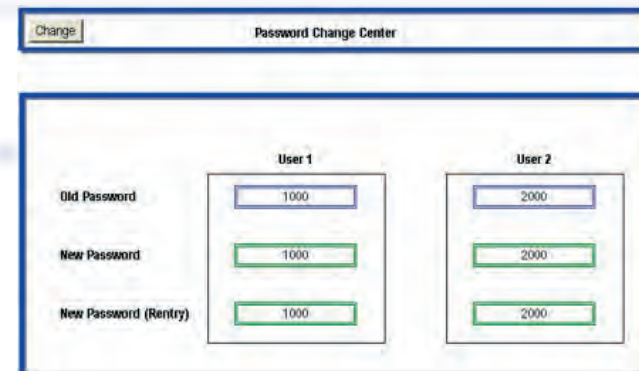 Change Password Change Center
User 1 User 2
Old Password 1000 2000
New Password 1000 2000
New Password (Rentry) 1000 2000